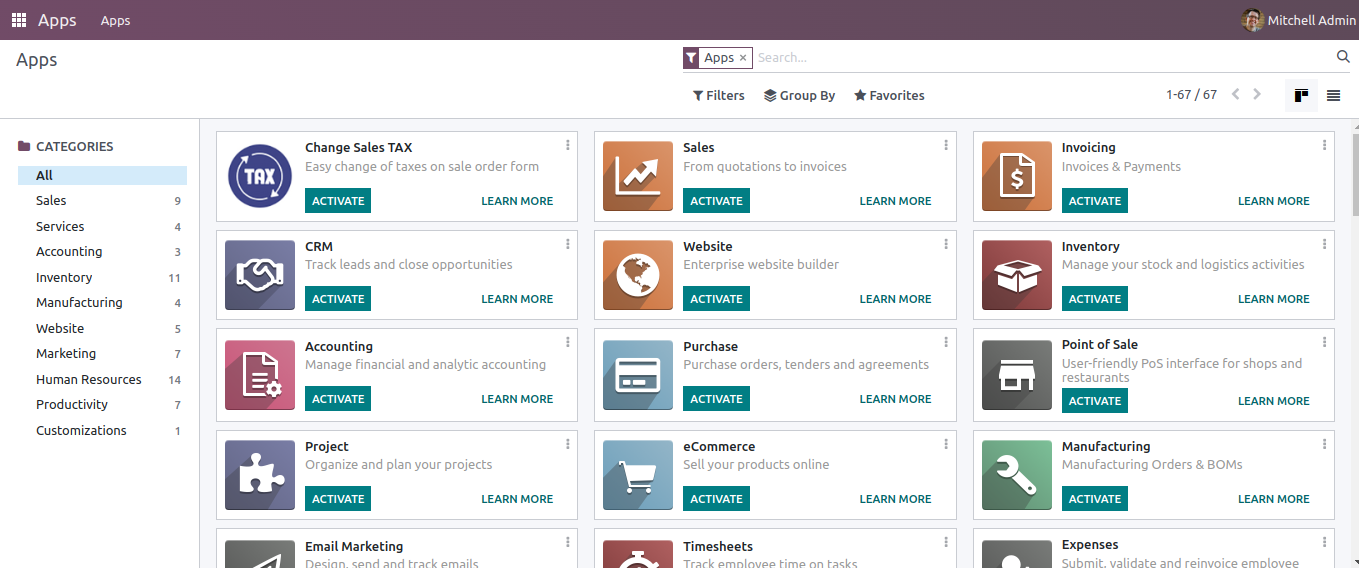 Apps
Apps
Mitchell Admin
Apps
Apps ×
Search...
Filters
Group By
Favorites
1-67 / 67
CATEGORIES
All
Sales 9
Services 4
Accounting 3
Inventory 11
Manufacturing 4
Website 5
Marketing 7
Human Resources 14
Productivity 7
Customizations 1
TAX
Change Sales TAX
Easy change of taxes on sale order form
ACTIVATE
LEARN MORE
Sales
From quotations to invoices
ACTIVATE
LEARN MORE
$
Invoicing
Invoices & Payments
ACTIVATE
LEARN MORE
CRM
Track leads and close opportunities
ACTIVATE
LEARN MORE
Website
Enterprise website builder
ACTIVATE
LEARN MORE
Inventory
Manage your stock and logistics activities
ACTIVATE
LEARN MORE
Accounting
Manage financial and analytic accounting
ACTIVATE
LEARN MORE
Purchase
Purchase orders, tenders and agreements
ACTIVATE
LEARN MORE
Point of Sale
User-friendly PoS interface for shops and
restaurants
ACTIVATE
LEARN MORE
Project
Organize and plan your projects
ACTIVATE
LEARN MORE
eCommerce
Sell your products online
ACTIVATE
LEARN MORE
Manufacturing
Manufacturing Orders & BOMs
ACTIVATE
LEARN MORE
Email Marketing
Design, send and track emails
Timesheets
Track employee time on tasks
Expenses
Submit, validate and reinvoice employee